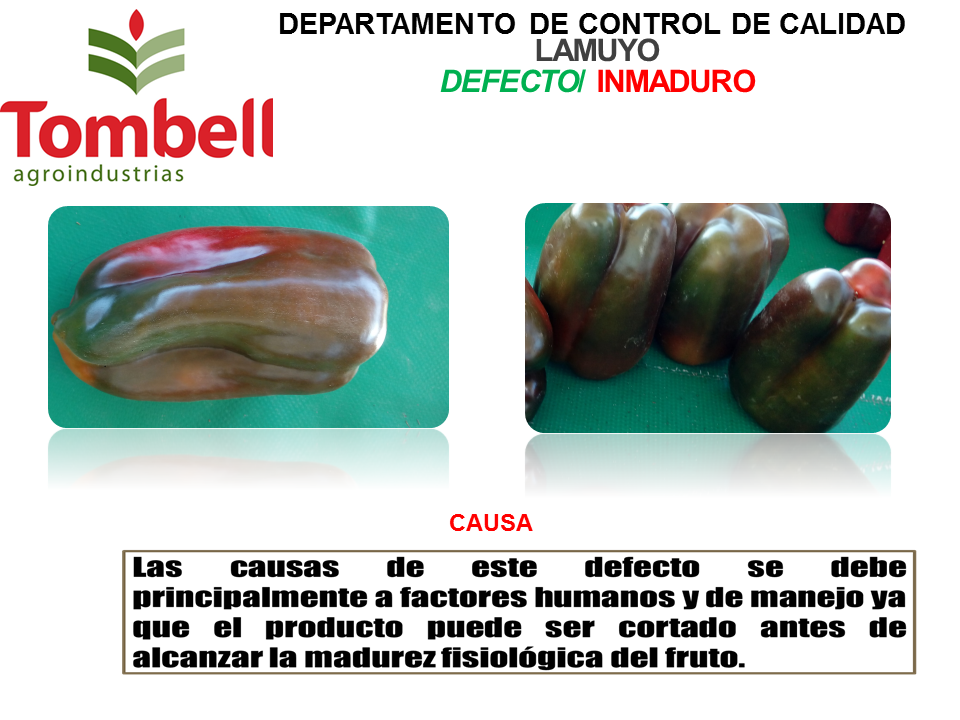 DEPARTAMENTO DE CONTROL DE CALIDAD
LAMUYO
DEFECTO/ INMADURO
Tombell
agroindustrias
CAUSA
Las causas de este defecto se debe
principalmente a factores humanos y de manejo ya
que el producto puede ser cortado antes de
alcanzar la madurez fisiológica del fruto.